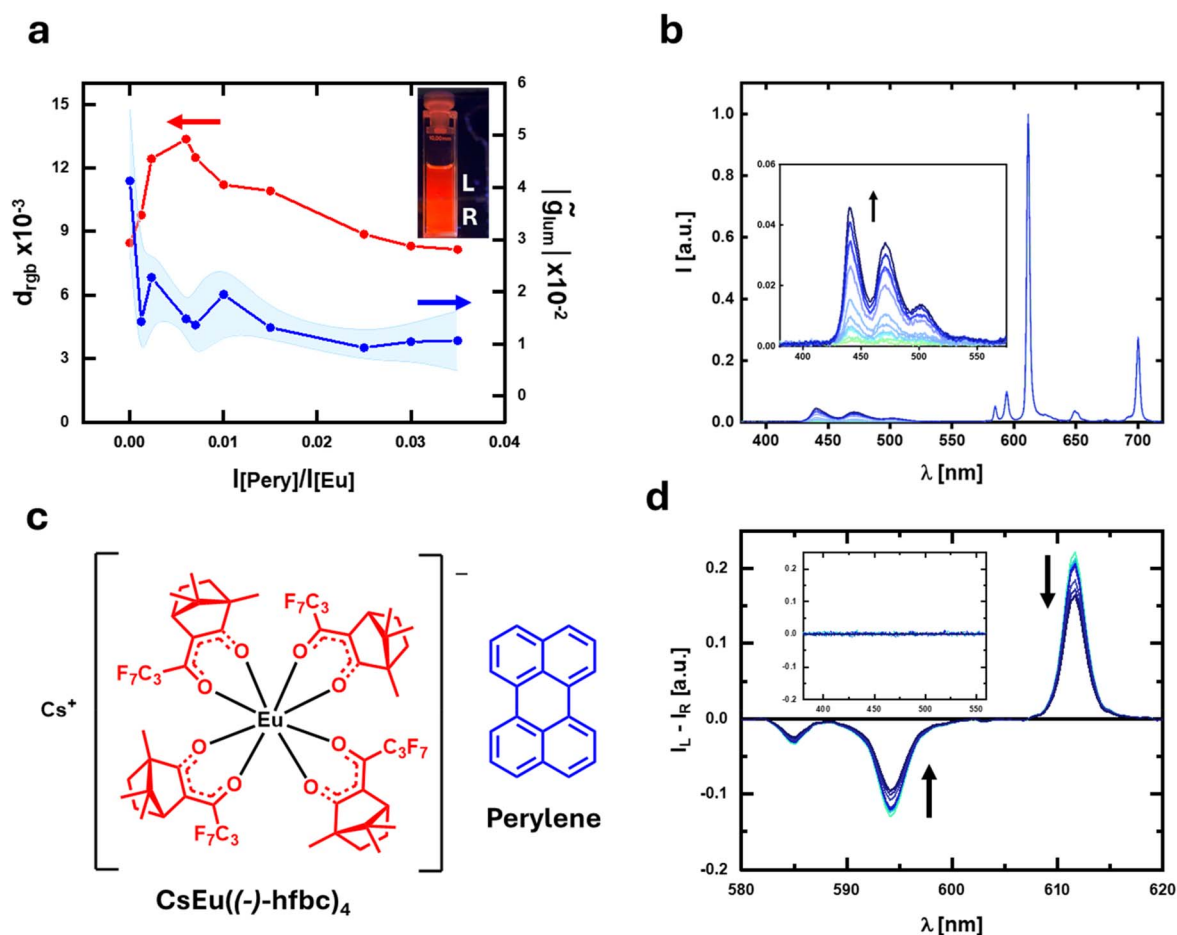 a
d_rgb x10⁻³
15
12
9
6
3
0
0.00
0.01
0.02
0.03
0.04
I[Pery]/I[Eu]
6
5
4
3
2
1
0
|g̃_lum| x10⁻²
L
R
b
I [a.u.]
1.0
0.8
0.6
0.4
0.2
0.0
400
450
500
550
600
650
700
λ [nm]
0.06
0.04
0.02
0.00
400
450
500
550
c
Cs⁺
[
]
−
F₇C₃
F₇C₃
C₃F₇
F₇C₃
O
O
O
O
O
O
O
O
Eu
CsEu((-)-hfbc)₄
Perylene
d
I_L - I_R [a.u.]
0.2
0.1
0.0
-0.1
-0.2
580
590
600
610
620
λ [nm]
0.2
0.1
0.0
-0.1
-0.2
400
450
500
550